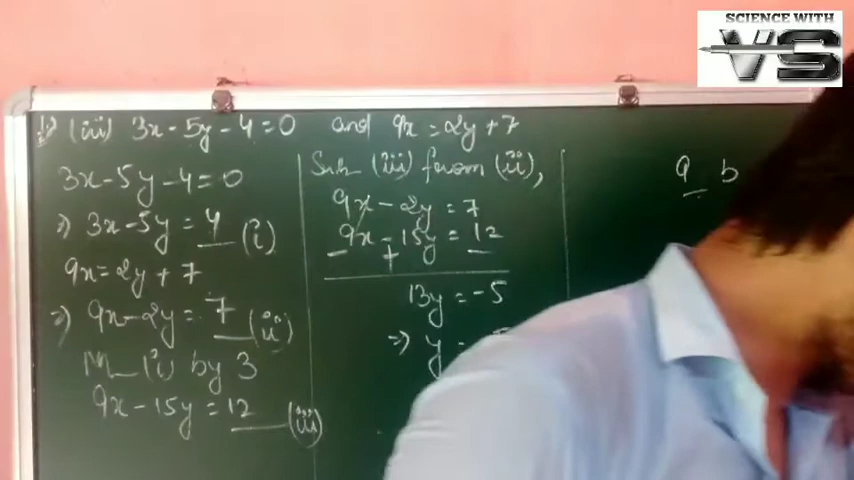 SCIENCE WITH
VS
(iii) 3x-5y-4=0 and 9x=2y+7
3x-5y-4=0
⇒ 3x-5y=4 (i)
9x=2y+7
⇒ 9x-2y=7 (ii)
M (i) by 3
9x-15y=12 (iii)
Sub (iii) from (ii),
9x-2y=7
9x-15y=12
- + -
13y=-5
⇒ y=
a b